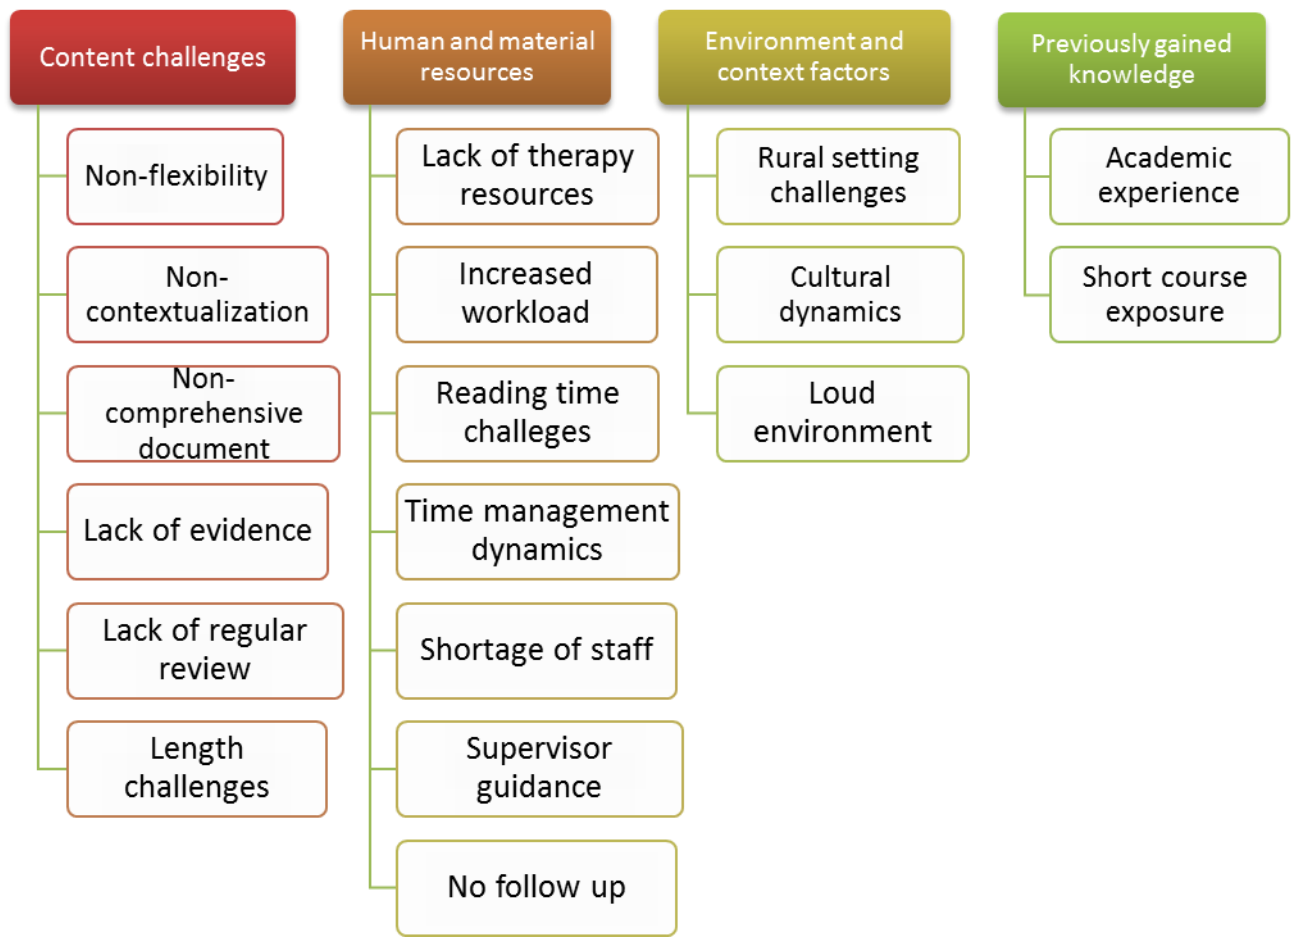 Content challenges
Non-flexibility
Non-
contextualization
Non-
comprehensive
document
Lack of evidence
Lack of regular
review
Length
challenges
Human and material
resources
Lack of therapy
resources
Increased
workload
Reading time
challeges
Time management
dynamics
Shortage of staff
Supervisor
guidance
No follow up
Environment and
context factors
Rural setting
challenges
Cultural
dynamics
Loud
environment
Previously gained
knowledge
Academic
experience
Short course
exposure